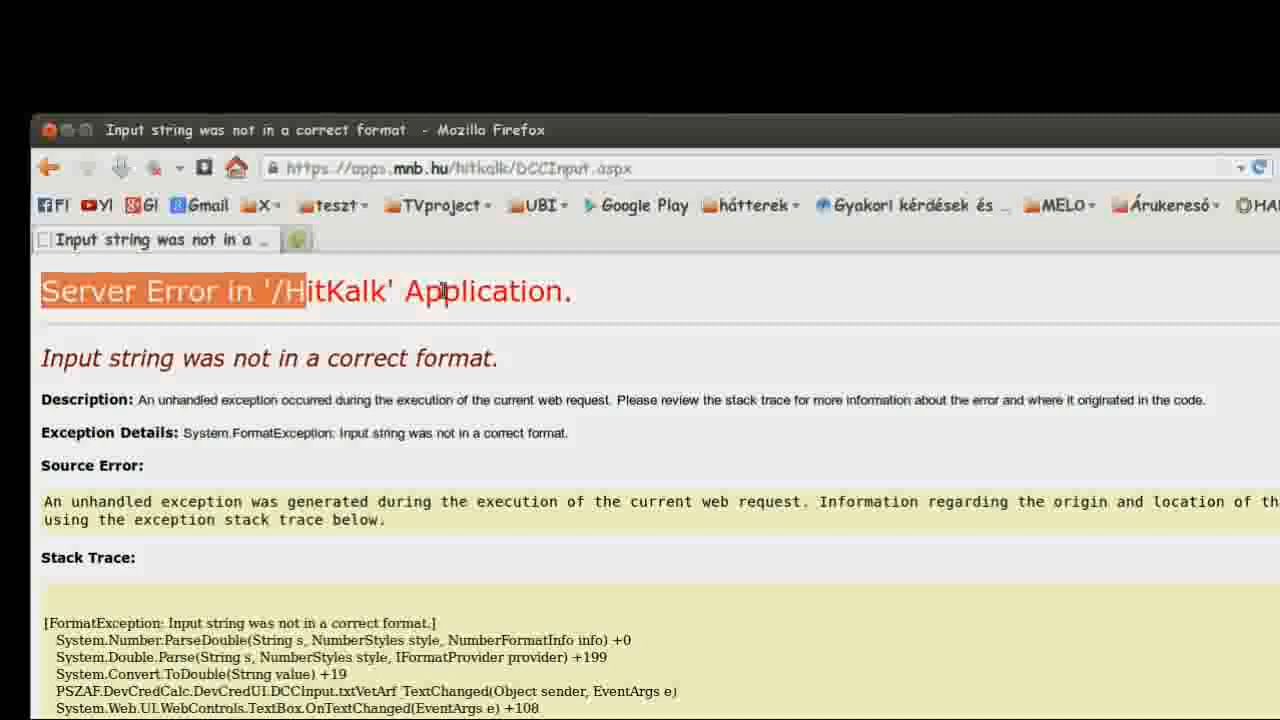 Input string was not in a correct format - Mozilla Firefox
https://apps.mnb.hu/hitkalk/DCCInput.aspx
F| Y| G| Gmail X teszt TVproject UBI Google Play hátterek Gyakori kérdések és ... MELO Árukereső
Input string was not in a ...
Server Error in '/HitKalk' Application.
Input string was not in a correct format.
Description: An unhandled exception occurred during the execution of the current web request. Please review the stack trace for more information about the error and where it originated in the code.
Exception Details: System.FormatException: Input string was not in a correct format.
Source Error:
An unhandled exception was generated during the execution of the current web request. Information regarding the origin and location of th
using the exception stack trace below.
Stack Trace:
[FormatException: Input string was not in a correct format.]
System.Number.ParseDouble(String s, NumberStyles style, NumberFormatInfo info) +0
System.Double.Parse(String s, NumberStyles style, IFormatProvider provider) +199
System.Convert.ToDouble(String value) +19
PSZAF.DevCredCalc.DevCredUI.DCCInput.txtVetArf_TextChanged(Object sender, EventArgs e)
System.Web.UI.WebControls.TextBox.OnTextChanged(EventArgs e) +108